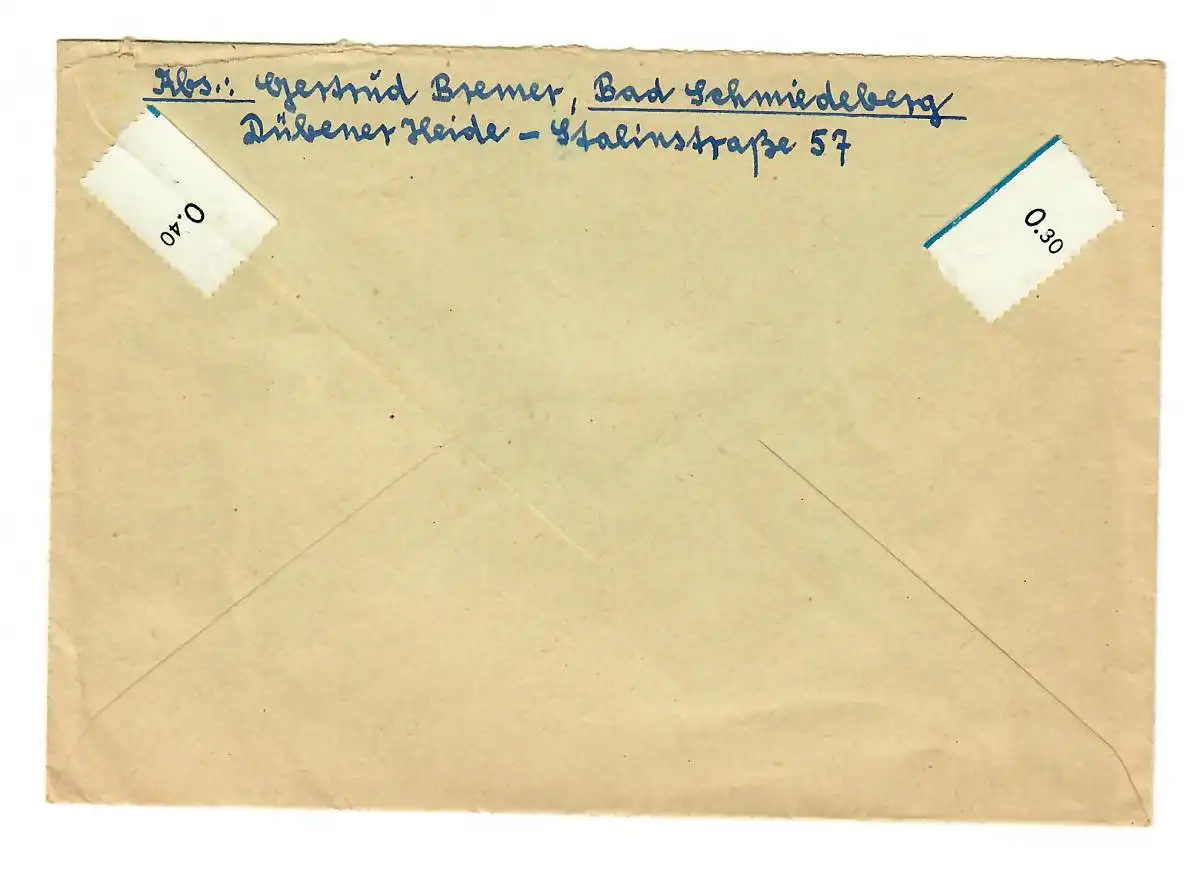 Abs.: Gertrud Bremer, Bad Schmiedeberg
Dübener Heide – Stalinstraße 57
0.40
0.30